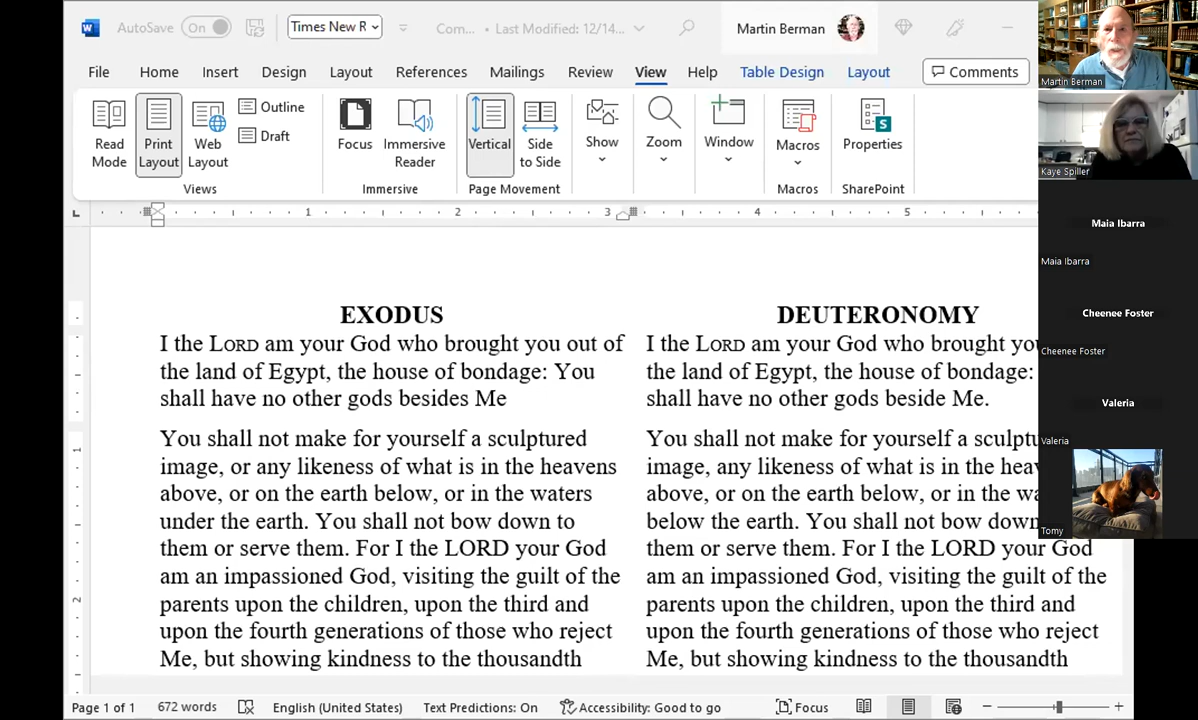 AutoSave On Times New R Com... • Last Modified: 12/14... Martin Berman
File Home Insert Design Layout References Mailings Review View Help Table Design Layout Comments
Read Mode
Print Layout
Web Layout
Outline
Draft
Focus
Immersive Reader
Vertical
Side to Side
Show
Zoom
Window
Macros
Properties
Views Immersive Page Movement Macros SharePoint
1 2 3 4 5
EXODUS
I the LORD am your God who brought you out of
the land of Egypt, the house of bondage: You
shall have no other gods besides Me
You shall not make for yourself a sculptured
image, or any likeness of what is in the heavens
above, or on the earth below, or in the waters
under the earth. You shall not bow down to
them or serve them. For I the LORD your God
am an impassioned God, visiting the guilt of the
parents upon the children, upon the third and
upon the fourth generations of those who reject
Me, but showing kindness to the thousandth
DEUTERONOMY
I the LORD am your God who brought you
the land of Egypt, the house of bondage:
shall have no other gods beside Me.
You shall not make for yourself a sculptu
image, any likeness of what is in the heav
above, or on the earth below, or in the wa
below the earth. You shall not bow down
them or serve them. For I the LORD your God
am an impassioned God, visiting the guilt of the
parents upon the children, upon the third and
upon the fourth generations of those who reject
Me, but showing kindness to the thousandth
1
2
Page 1 of 1 672 words English (United States) Text Predictions: On Accessibility: Good to go Focus
Martin Berman
Kaye Spiller
Maia Ibarra
Maia Ibarra
Cheenee Foster
Cheenee Foster
Valeria
Valeria
Tomy